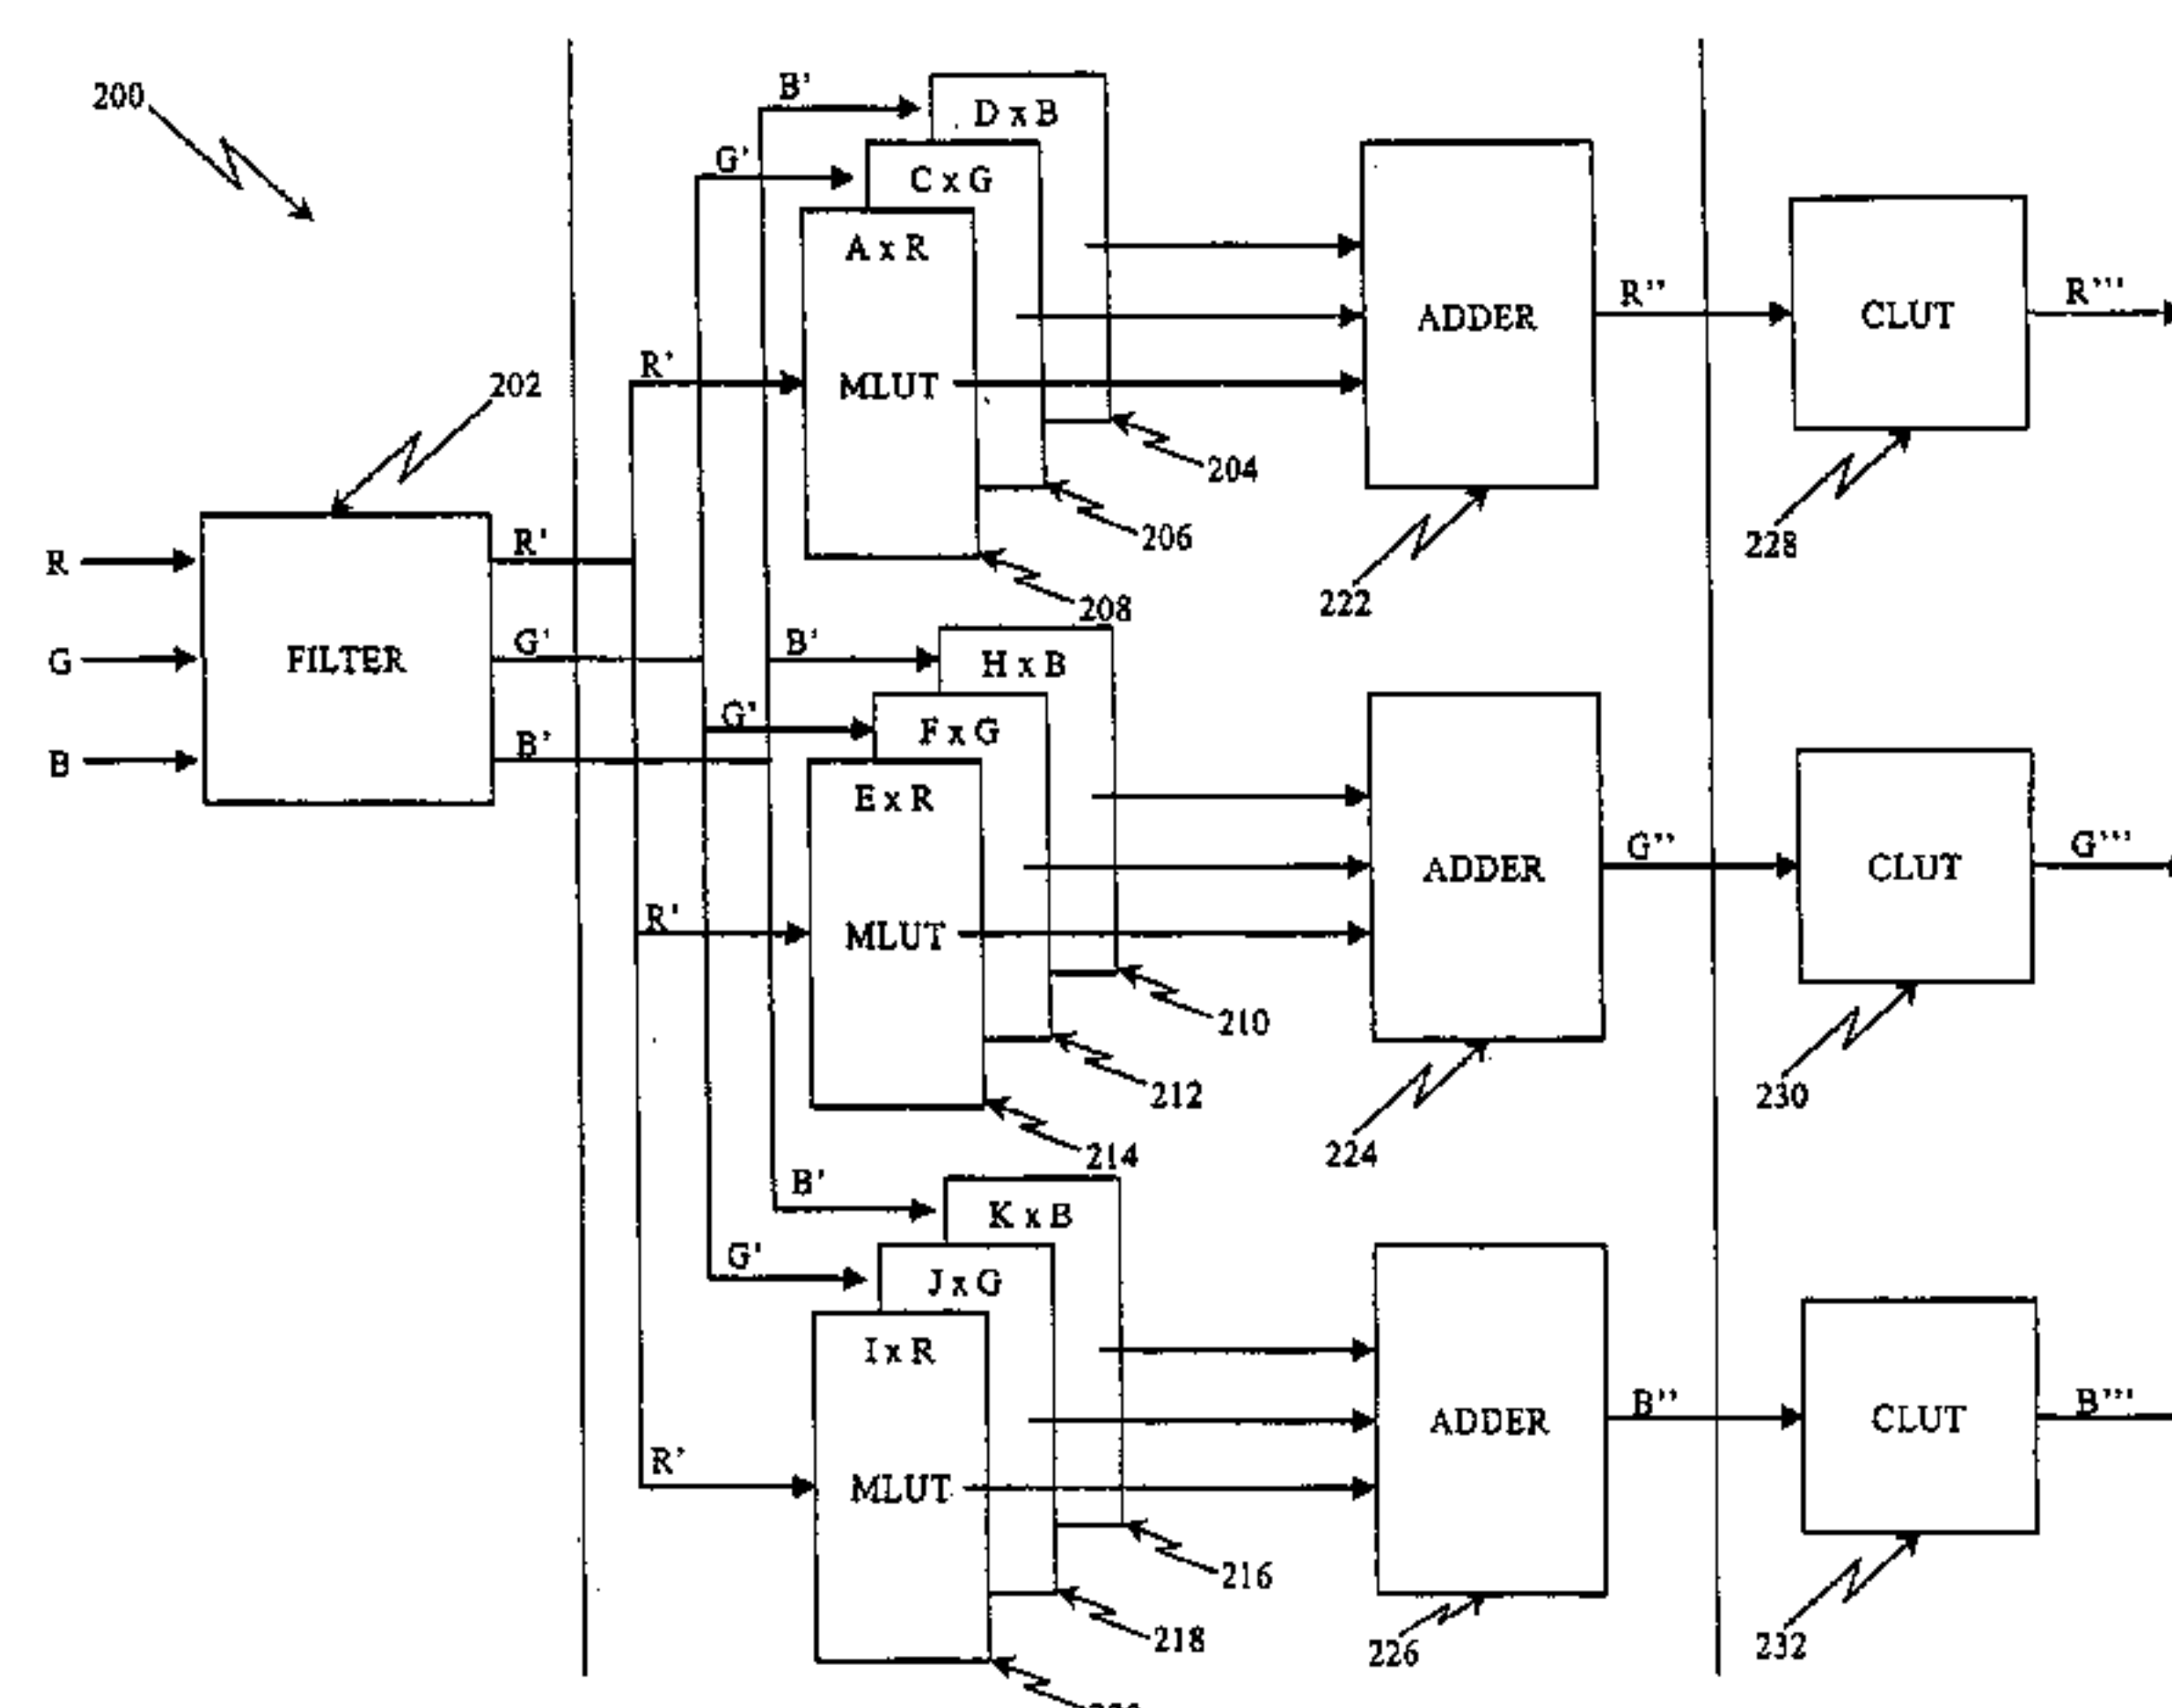 200
B'
D x B
G'
C x G
A x R
R'
MLUT
ADDER
R''
CLUT
R'''
202
204
206
208
222
228
R
R'
G
FILTER
G'
B
B'
B'
H x B
G'
F x G
E x R
R'
MLUT
ADDER
G''
CLUT
G'''
210
212
214
224
230
B'
K x B
G'
J x G
I x R
R'
MLUT
ADDER
B''
CLUT
B'''
216
218
226
232